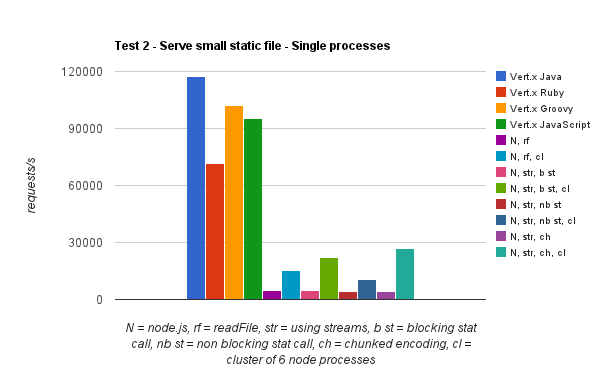 Test 2 - Serve small static file - Single processes
120000
90000
60000
30000
0
requests/s
Vert.x Java
Vert.x Ruby
Vert.x Groovy
Vert.x JavaScript
N, rf
N, rf, cl
N, str, b st
N, str, b st, cl
N, str, nb st
N, str, nb st, cl
N, str, ch
N, str, ch, cl
N = node.js, rf = readFile, str = using streams, b st = blocking stat
call, nb st = non blocking stat call, ch = chunked encoding, cl =
cluster of 6 node processes